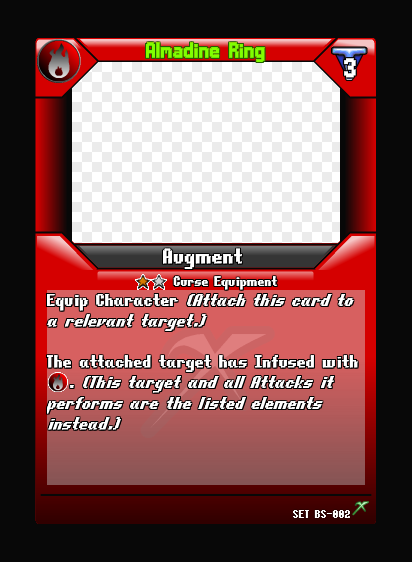 Almadine Ring
3
Augment
Curse Equipment
Equip Character (Attach this card to
a relevant target.)
The attached target has Infused with
. (This target and all Attacks it
performs are the listed elements
instead.)
SET BS-002